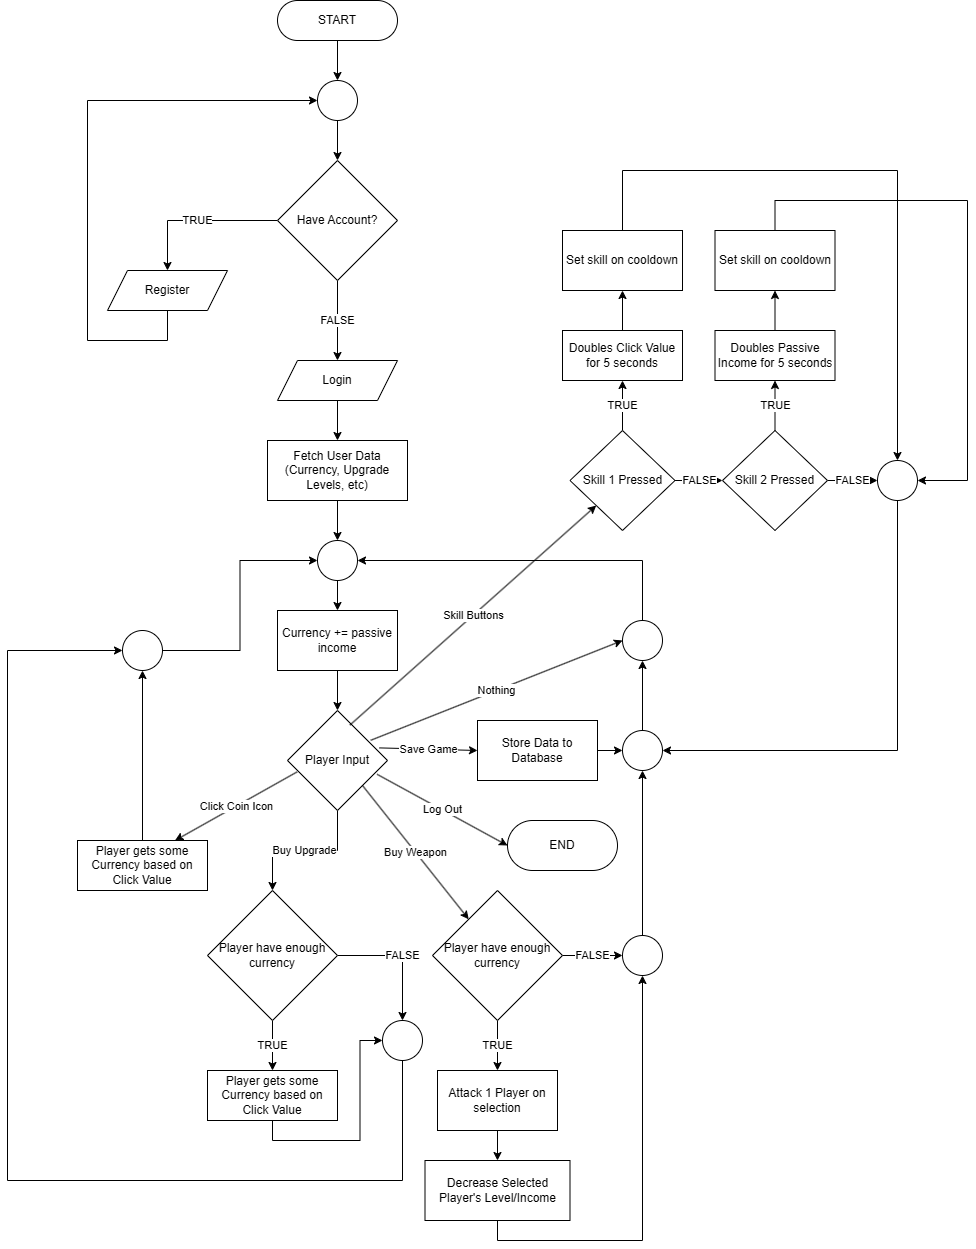 START
Have Account?
TRUE
Register
FALSE
Login
Fetch User Data
(Currency, Upgrade
Levels, etc)
Set skill on cooldown
Set skill on cooldown
Doubles Click Value
for 5 seconds
Doubles Passive
Income for 5 seconds
TRUE
TRUE
Skill 1 Pressed
FALSE
Skill 2 Pressed
FALSE
Currency += passive
income
Skill Buttons
Nothing
Player Input
Save Game
Store Data to
Database
Click Coin Icon
Log Out
END
Buy Upgrade
Buy Weapon
Player gets some
Currency based on
Click Value
Player have enough
currency
FALSE
Player have enough
currency
FALSE
TRUE
TRUE
Player gets some
Currency based on
Click Value
Attack 1 Player on
selection
Decrease Selected
Player's Level/Income